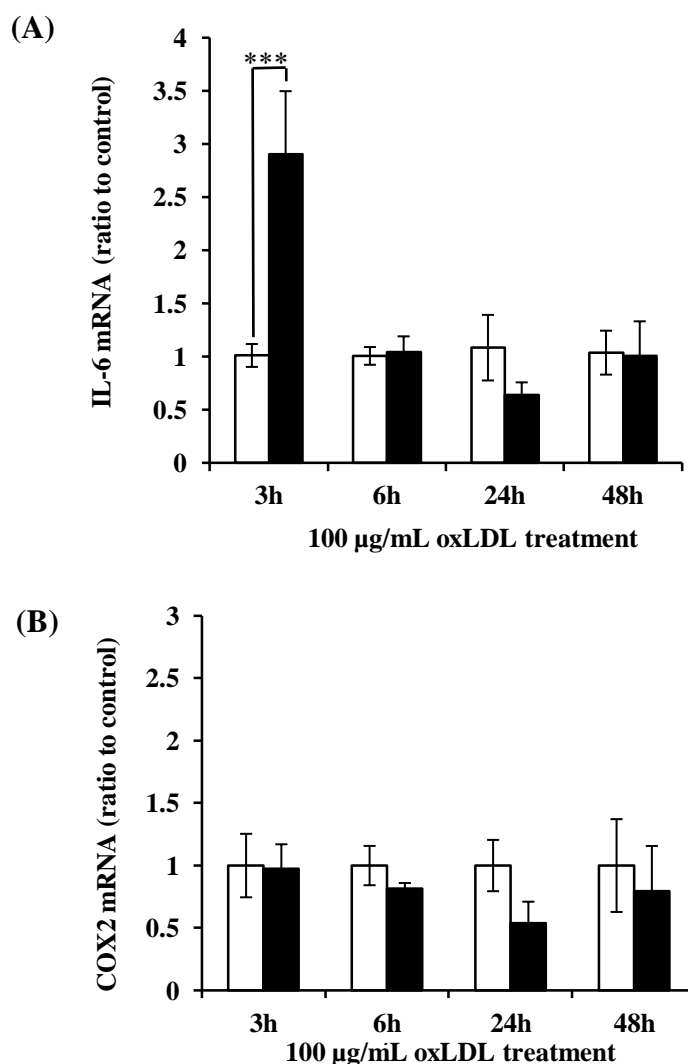 (A)
IL-6 mRNA (ratio to control)
4
3.5
3
2.5
2
1.5
1
0.5
0
***
3h 6h 24h 48h
100 µg/mL oxLDL treatment
(B)
COX2 mRNA (ratio to control)
3
2.5
2
1.5
1
0.5
0
3h 6h 24h 48h
100 µg/mL oxLDL treatment